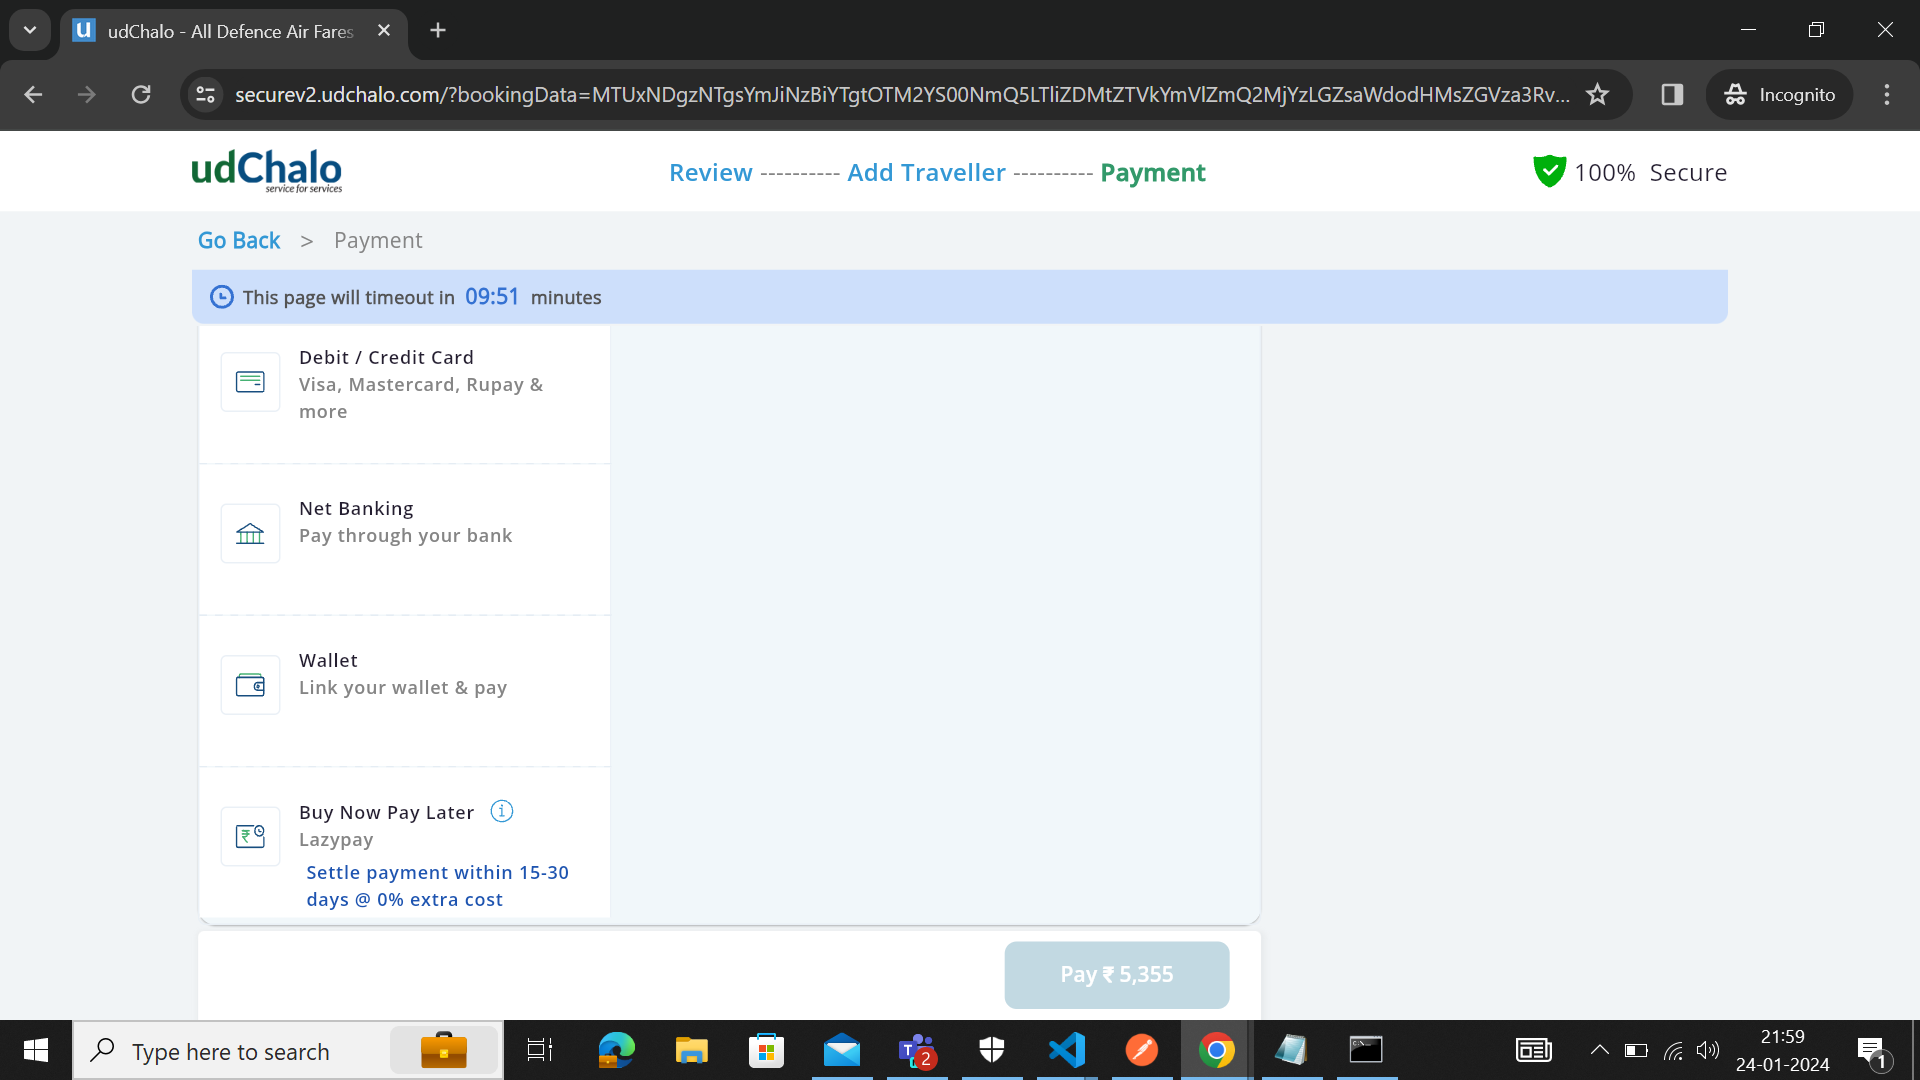 udChalo - All Defence Air Fares
securev2.udchalo.com/?bookingData=MTUxNDgzNTgsYmJiNzBiYTgtOTM2YS00NmQ5LTliZDMtZTVkYmVlZmQ2MjYzLGZsaWdodHMsZGVza3Rv...
Incognito
udChalo
service for services
Review ---------- Add Traveller ---------- Payment
100% Secure
Go Back > Payment
This page will timeout in 09:51 minutes
Debit / Credit Card
Visa, Mastercard, Rupay &
more
Net Banking
Pay through your bank
Wallet
Link your wallet & pay
Buy Now Pay Later
Lazypay
Settle payment within 15-30
days @ 0% extra cost
Pay ₹ 5,355
Type here to search
2
21:59
24-01-2024
1